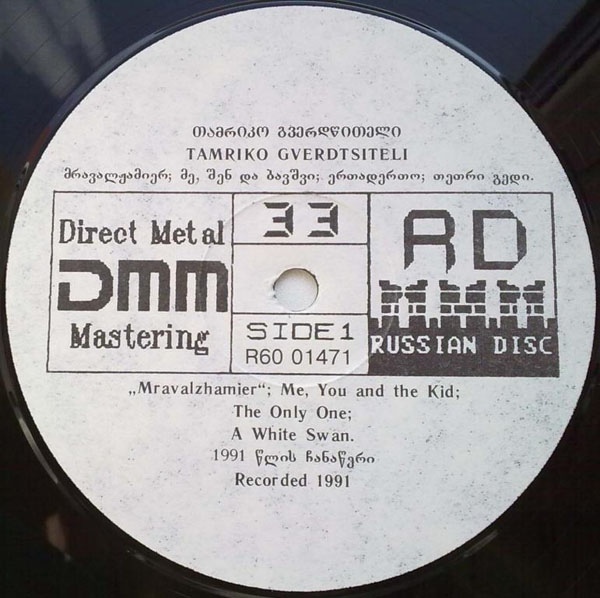 თამრიკო გვერდწითელი
TAMRIKO GVERDTSITELI
მრავალჟამიერ; მე, შენ და ბავშვი; ერთადერთო; თეთრი გედი.
Direct Metal
DMM
Mastering
33
SIDE 1
R60 01471
RD
RUSSIAN DISC
„Mravalzhamier“; Me, You and the Kid;
The Only One;
A White Swan.
1991 წლის ჩანაწერი
Recorded 1991